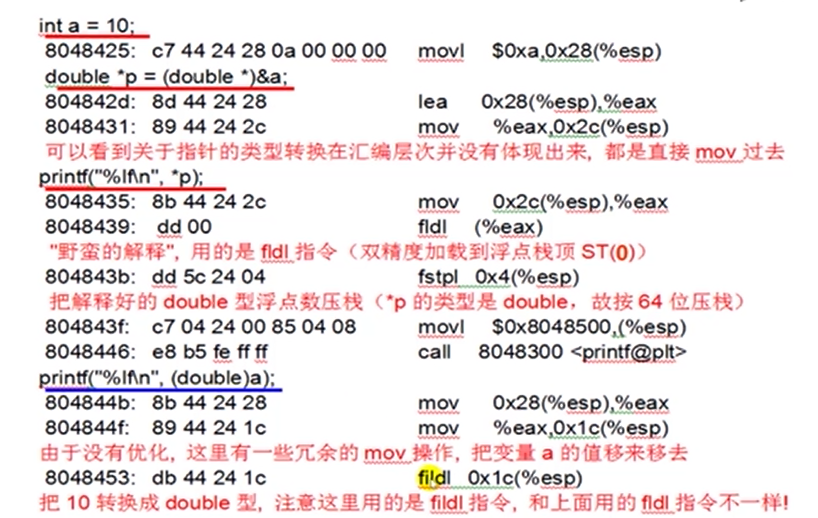 int a = 10;
8048425: c7 44 24 28 0a 00 00 00 movl $0xa,0x28(%esp)
double *p = (double *)&a;
804842d: 8d 44 24 28 lea 0x28(%esp),%eax
8048431: 89 44 24 2c mov %eax,0x2c(%esp)
可以看到关于指针的类型转换在汇编层次并没有体现出来, 都是直接 mov 过去
printf("%lf\n", *p);
8048435: 8b 44 24 2c mov 0x2c(%esp),%eax
8048439: dd 00 fldl (%eax)
"野蛮的解释", 用的是 fldl 指令（双精度加载到浮点栈顶 ST(0)）
804843b: dd 5c 24 04 fstpl 0x4(%esp)
把解释好的 double 型浮点数压栈（*p 的类型是 double，故按 64 位压栈）
804843f: c7 04 24 00 85 04 08 movl $0x8048500,(%esp)
8048446: e8 b5 fe ff ff call 8048300 <printf@plt>
printf("%lf\n", (double)a);
804844b: 8b 44 24 28 mov 0x28(%esp),%eax
804844f: 89 44 24 1c mov %eax,0x1c(%esp)
由于没有优化, 这里有一些冗余的 mov 操作, 把变量 a 的值移来移去
8048453: db 44 24 1c fildl 0x1c(%esp)
把 10 转换成 double 型, 注意这里用的是 fildl 指令, 和上面用的 fldl 指令不一样!